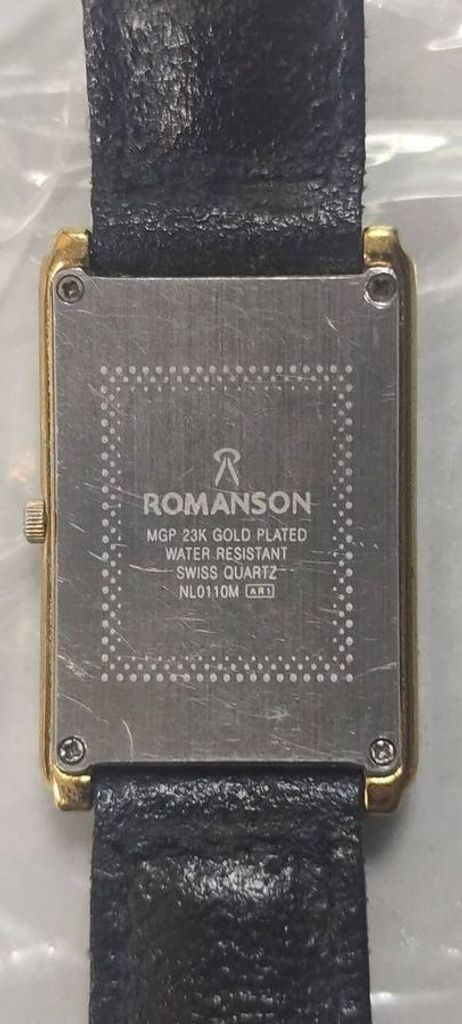 ROMANSON
MGP 23K GOLD PLATED
WATER RESISTANT
SWISS QUARTZ
NL0110M AR1